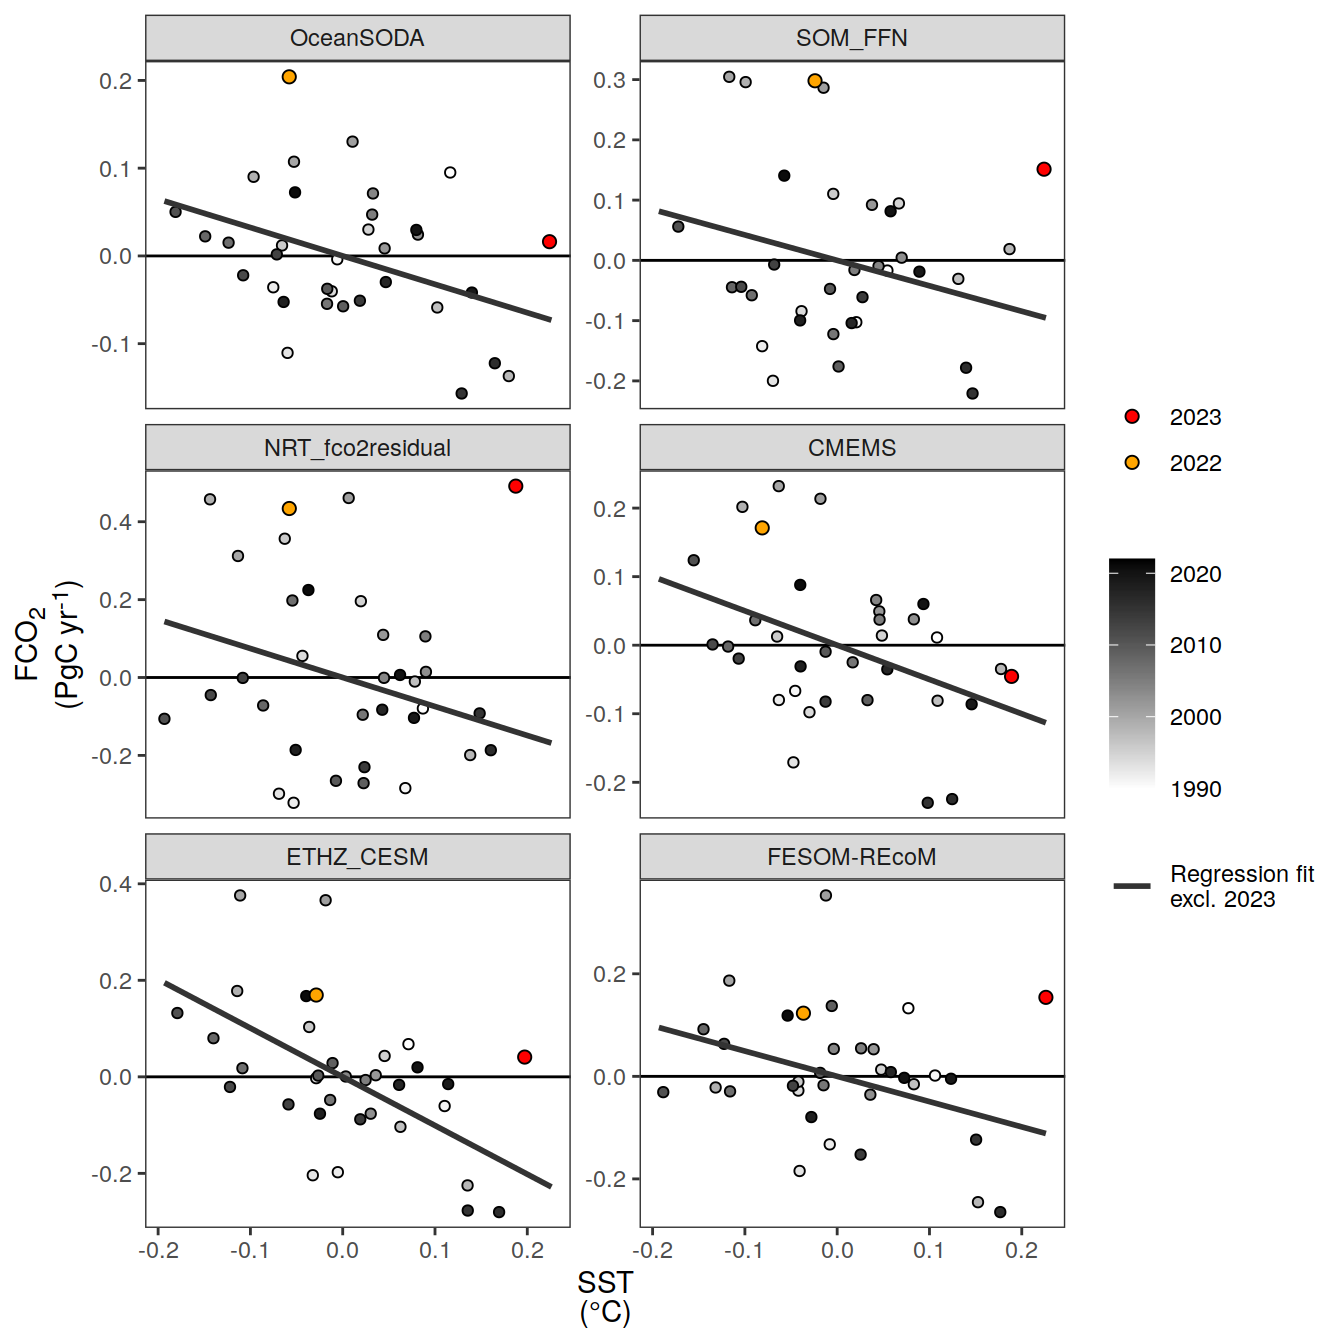 OceanSODA
SOM_FFN
0.2
0.1
0.0
-0.1
0.3
0.2
0.1
0.0
-0.1
-0.2
NRT_fco2residual
CMEMS
0.4
0.2
0.0
-0.2
0.2
0.1
0.0
-0.1
-0.2
ETHZ_CESM
FESOM-REcoM
0.4
0.2
0.0
-0.2
0.2
0.0
-0.2
-0.2 -0.1 0.0 0.1 0.2
-0.2 -0.1 0.0 0.1 0.2
FCO₂
(PgC yr⁻¹)
SST
(°C)
2023
2022
2020
2010
2000
1990
Regression fit
excl. 2023